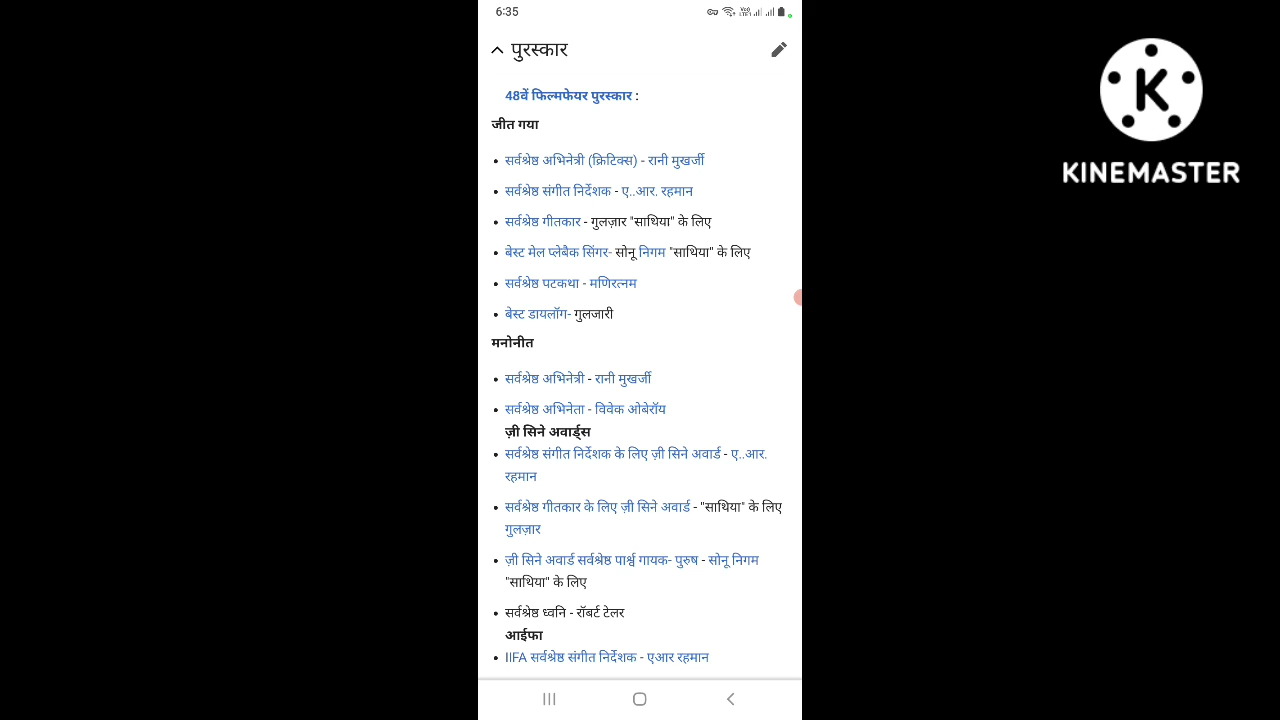 6:35
पुरस्कार
48वें फिल्मफेयर पुरस्कार :
जीत गया
सर्वश्रेष्ठ अभिनेत्री (क्रिटिक्स) - रानी मुखर्जी
सर्वश्रेष्ठ संगीत निर्देशक - ए..आर. रहमान
सर्वश्रेष्ठ गीतकार - गुलज़ार "साथिया" के लिए
बेस्ट मेल प्लेबैक सिंगर- सोनू निगम "साथिया" के लिए
सर्वश्रेष्ठ पटकथा - मणिरत्नम
बेस्ट डायलॉग- गुलजारी
मनोनीत
सर्वश्रेष्ठ अभिनेत्री - रानी मुखर्जी
सर्वश्रेष्ठ अभिनेता - विवेक ओबेरॉय
ज़ी सिने अवार्ड्स
सर्वश्रेष्ठ संगीत निर्देशक के लिए ज़ी सिने अवार्ड - ए..आर.
रहमान
सर्वश्रेष्ठ गीतकार के लिए ज़ी सिने अवार्ड - "साथिया" के लिए
गुलज़ार
ज़ी सिने अवार्ड सर्वश्रेष्ठ पार्श्व गायक- पुरुष - सोनू निगम
"साथिया" के लिए
सर्वश्रेष्ठ ध्वनि - रॉबर्ट टेलर
आईफा
IIFA सर्वश्रेष्ठ संगीत निर्देशक - एआर रहमान
K
KINEMASTER